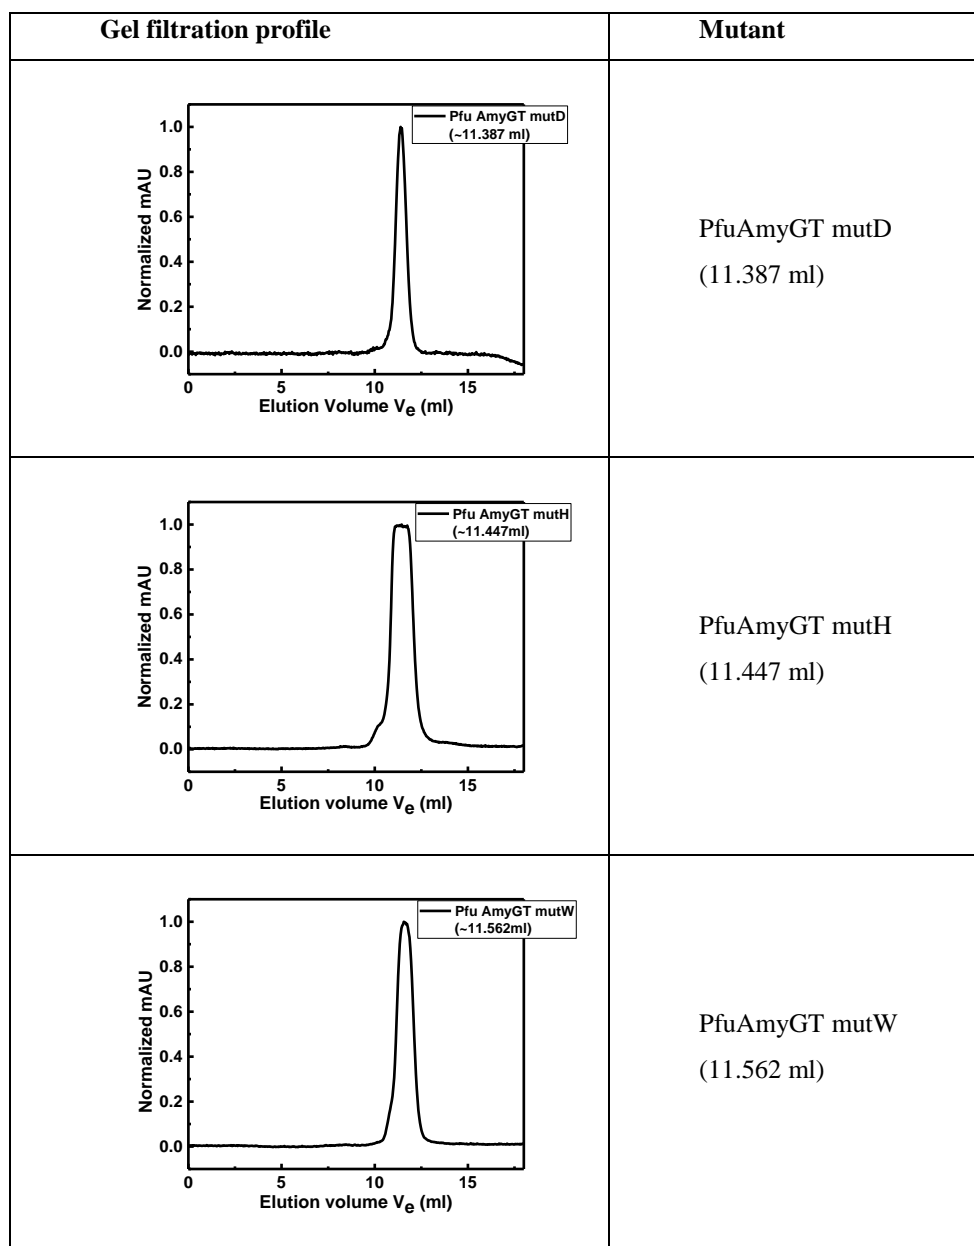 Gel filtration profile
Mutant
Pfu AmyGT mutD
(~11.387 ml)
Normalized mAU
1.0
0.8
0.6
0.4
0.2
0.0
0 5 10 15
Elution Volume Ve (ml)
PfuAmyGT mutD
(11.387 ml)
Pfu AmyGT mutH
(~11.447ml)
Normalized mAU
1.0
0.8
0.6
0.4
0.2
0.0
0 5 10 15
Elution volume Ve (ml)
PfuAmyGT mutH
(11.447 ml)
Pfu AmyGT mutW
(~11.562ml)
Normalized mAU
1.0
0.8
0.6
0.4
0.2
0.0
0 5 10 15
Elution volume Ve (ml)
PfuAmyGT mutW
(11.562 ml)